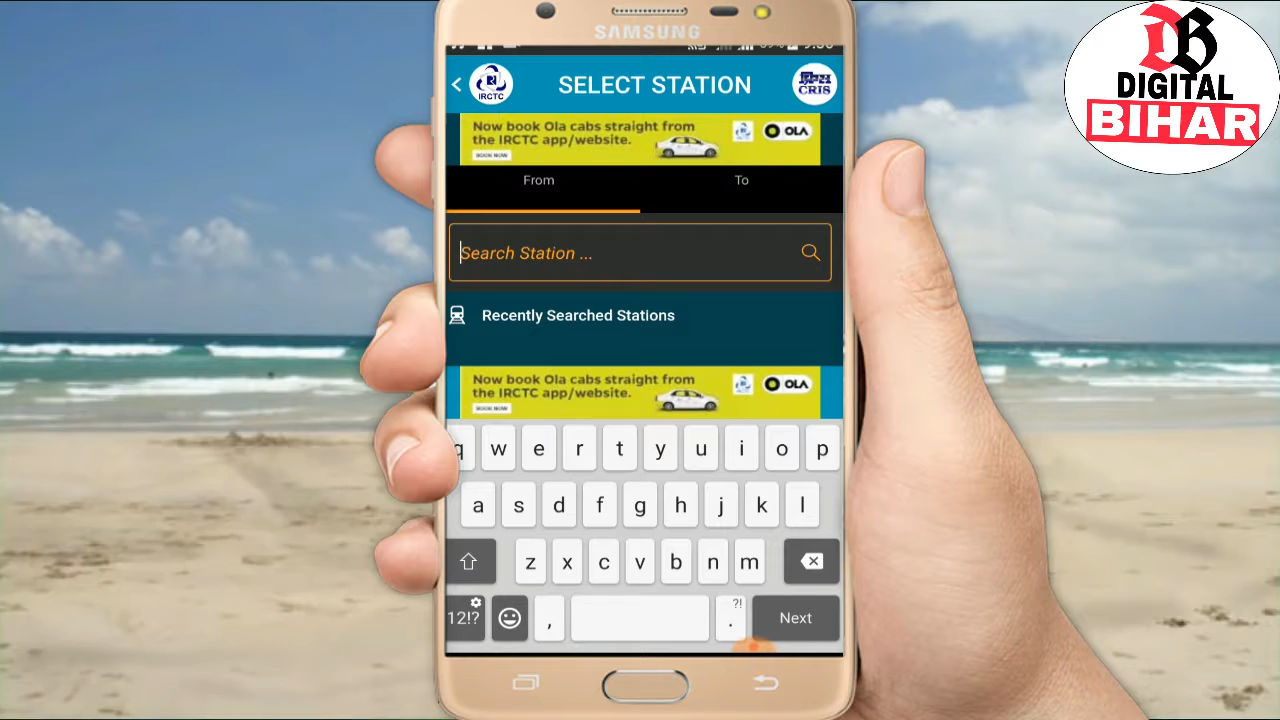 SAMSUNG
IRCTC
SELECT STATION
CRIS
DB
DIGITAL
BIHAR
Now book Ola cabs straight from
the IRCTC app/website.
BOOK NOW
OLA
From
To
Search Station ...
Recently Searched Stations
Now book Ola cabs straight from
the IRCTC app/website.
BOOK NOW
OLA
q w e r t y u i o p
a s d f g h j k l
z x c v b n m
12!? , ?! . Next